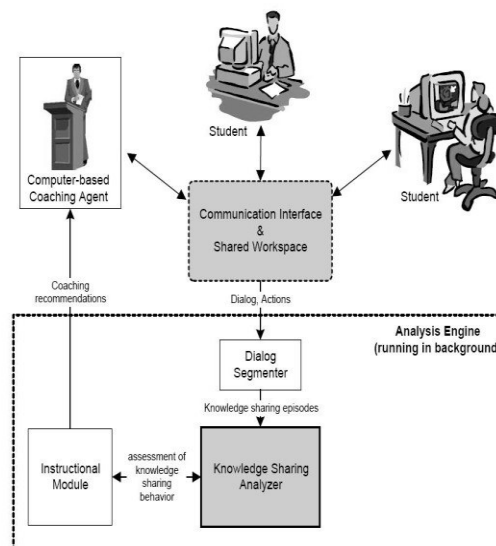 Student
Computer-based
Coaching Agent
Student
Communication Interface
&
Shared Workspace
Coaching
recommendations
Dialog, Actions
Analysis Engine
(running in background)
Dialog
Segmenter
Knowledge sharing episodes
Instructional
Module
assessment of
knowledge
sharing
behavior
Knowledge Sharing
Analyzer